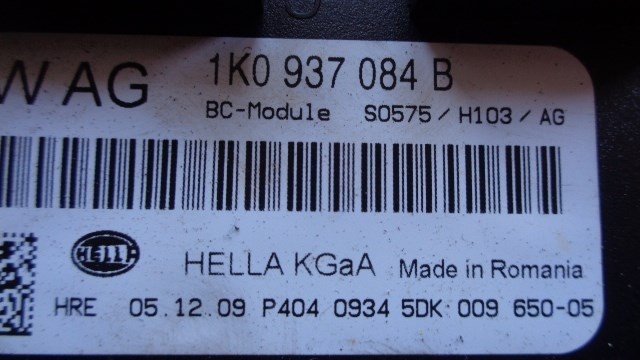 W AG 1K0 937 084 B
BC-Module S0575/H103/AG
HELLA
HELLA KGaA Made in Romania
HRE 05.12.09 P404 0934 5DK 009 650-05